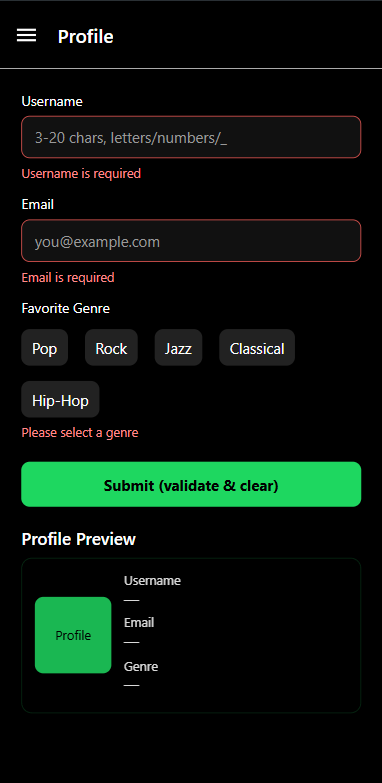 Profile
Username
3-20 chars, letters/numbers/_
Username is required
Email
you@example.com
Email is required
Favorite Genre
Pop Rock Jazz Classical
Hip-Hop
Please select a genre
Submit (validate & clear)
Profile Preview
Username
—
Profile
Email
—
Genre
—